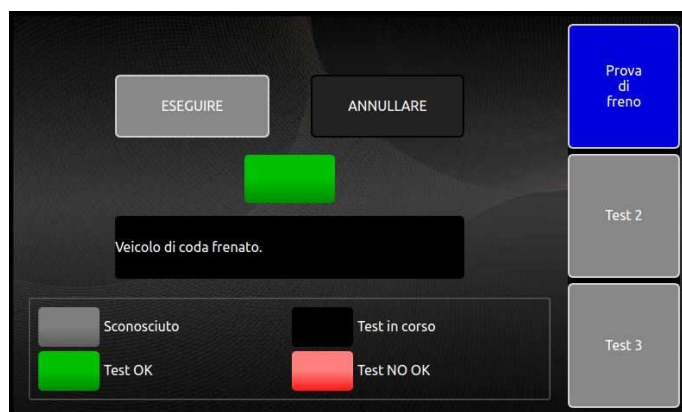 ESEGUIRE
ANNULLARE
Veicolo di coda frenato.
Sconosciuto
Test in corso
Test OK
Test NO OK
Prova
di
freno
Test 2
Test 3